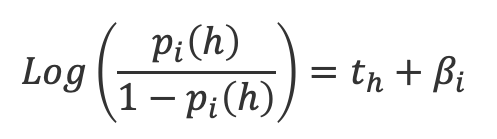 Log(p_i(h) / (1 − p_i(h))) = t_h + β_i